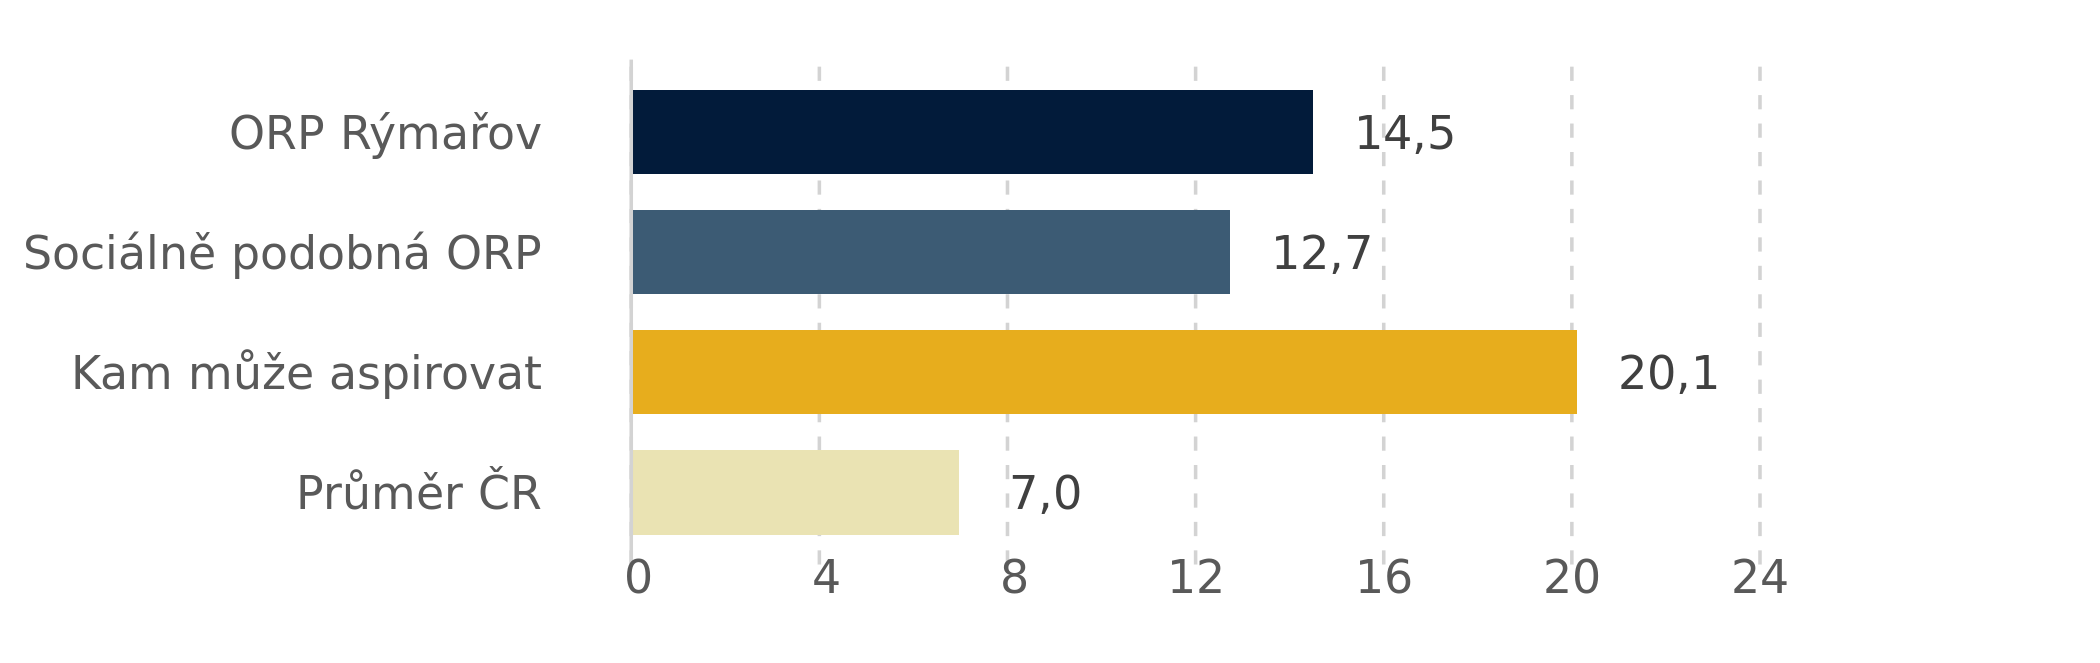 ORP Rýmařov 14,5
Sociálně podobná ORP 12,7
Kam může aspirovat 20,1
Průměr ČR 7,0
0 4 8 12 16 20 24